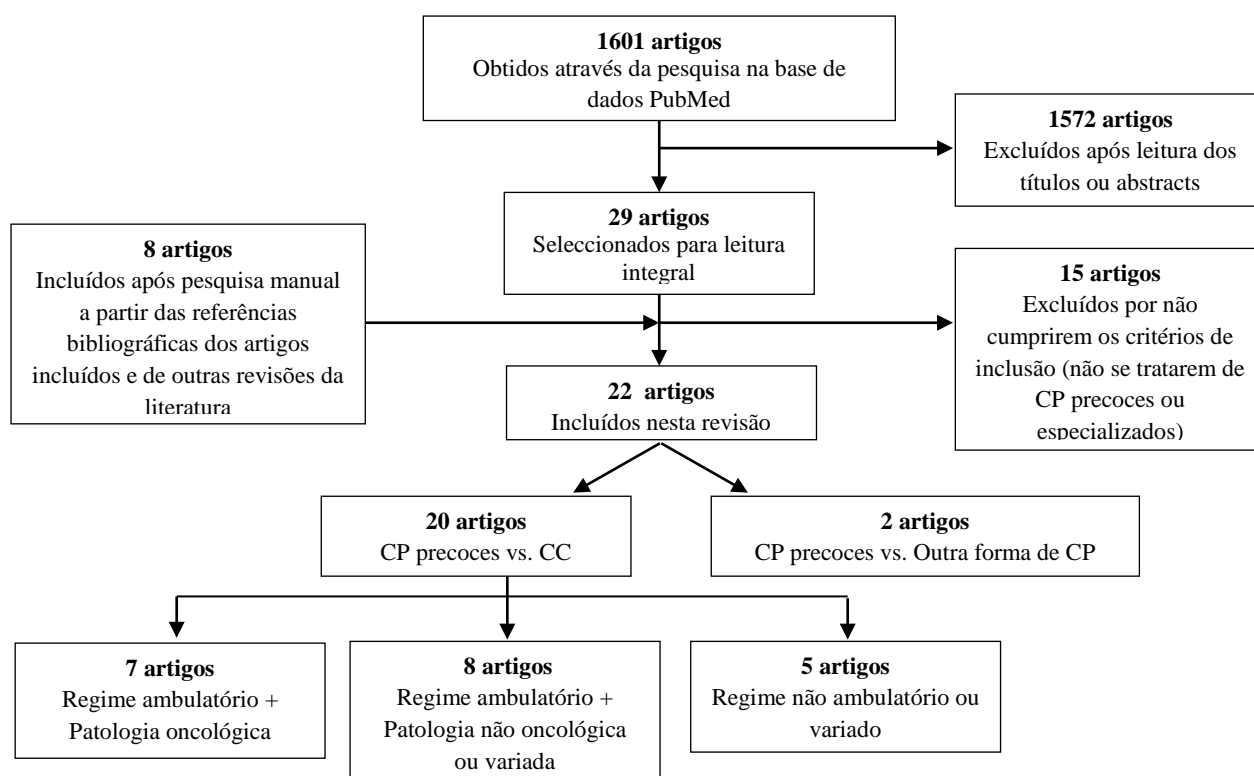 1601 artigos
Obtidos através da pesquisa na base de
dados PubMed
1572 artigos
Excluídos após leitura dos
títulos ou abstracts
29 artigos
Seleccionados para leitura
integral
8 artigos
Incluídos após pesquisa manual
a partir das referências
bibliográficas dos artigos
incluídos e de outras revisões da
literatura
15 artigos
Excluídos por não
cumprirem os critérios de
inclusão (não se tratarem de
CP precoces ou
especializados)
22 artigos
Incluídos nesta revisão
20 artigos
CP precoces vs. CC
2 artigos
CP precoces vs. Outra forma de CP
7 artigos
Regime ambulatório +
Patologia oncológica
8 artigos
Regime ambulatório +
Patologia não oncológica
ou variada
5 artigos
Regime não ambulatório ou
variado